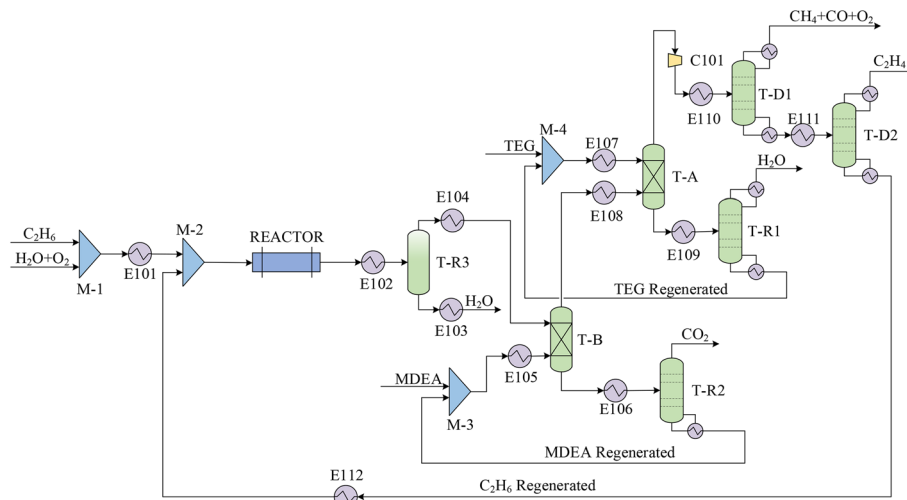 CH₄+CO+O₂
C101
C₂H₄
T-D1
E110
E111
T-D2
M-4
TEG
E107
T-A
E108
H₂O
E109
T-R1
TEG Regenerated
E104
M-2
REACTOR
C₂H₆
H₂O+O₂
M-1
E101
E102
T-R3
H₂O
E103
T-B
CO₂
MDEA
E105
M-3
E106
T-R2
MDEA Regenerated
E112
C₂H₆ Regenerated